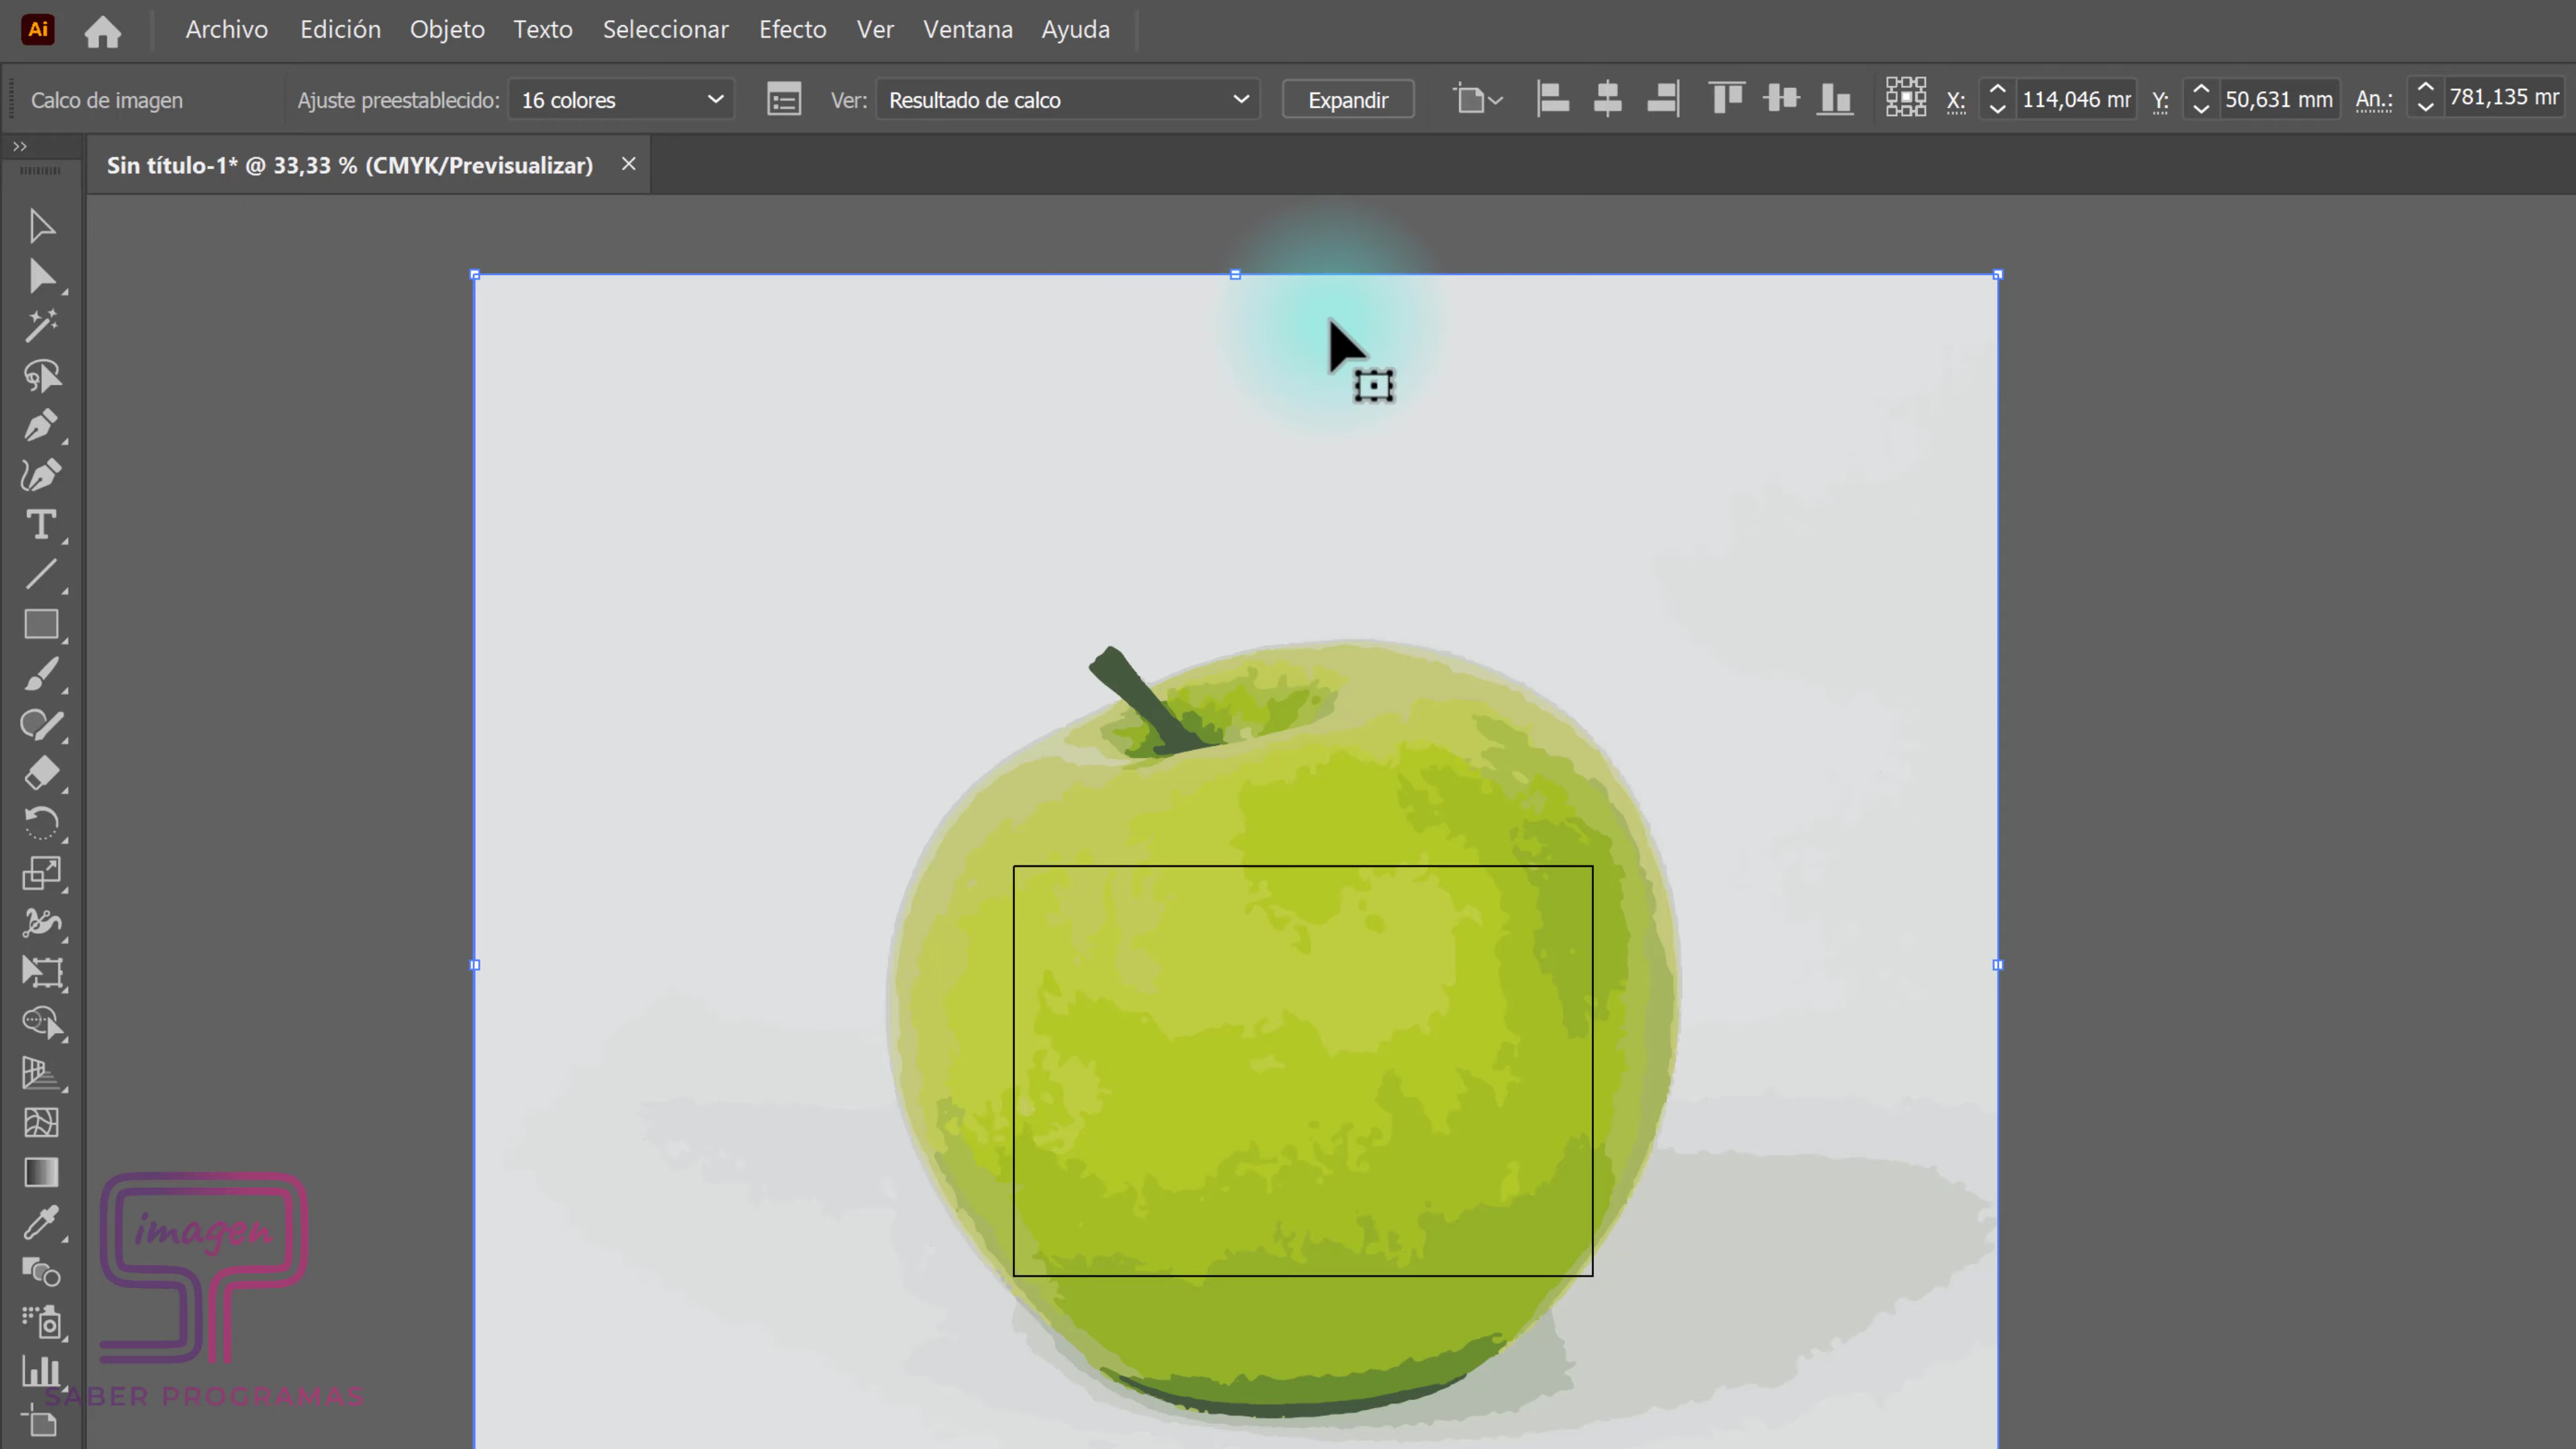 Ai Archivo Edición Objeto Texto Seleccionar Efecto Ver Ventana Ayuda
Calco de imagen Ajuste preestablecido: 16 colores Ver: Resultado de calco Expandir X: 114,046 mr Y: 50,631 mm An.: 781,135 mr
Sin título-1* @ 33,33 % (CMYK/Previsualizar)
imagen
SABER PROGRAMAS